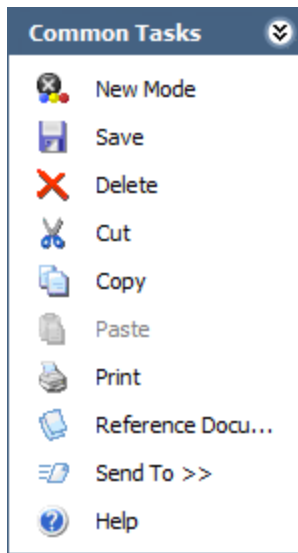 Common Tasks
New Mode
Save
Delete
Cut
Copy
Paste
Print
Reference Docu...
Send To >>
Help